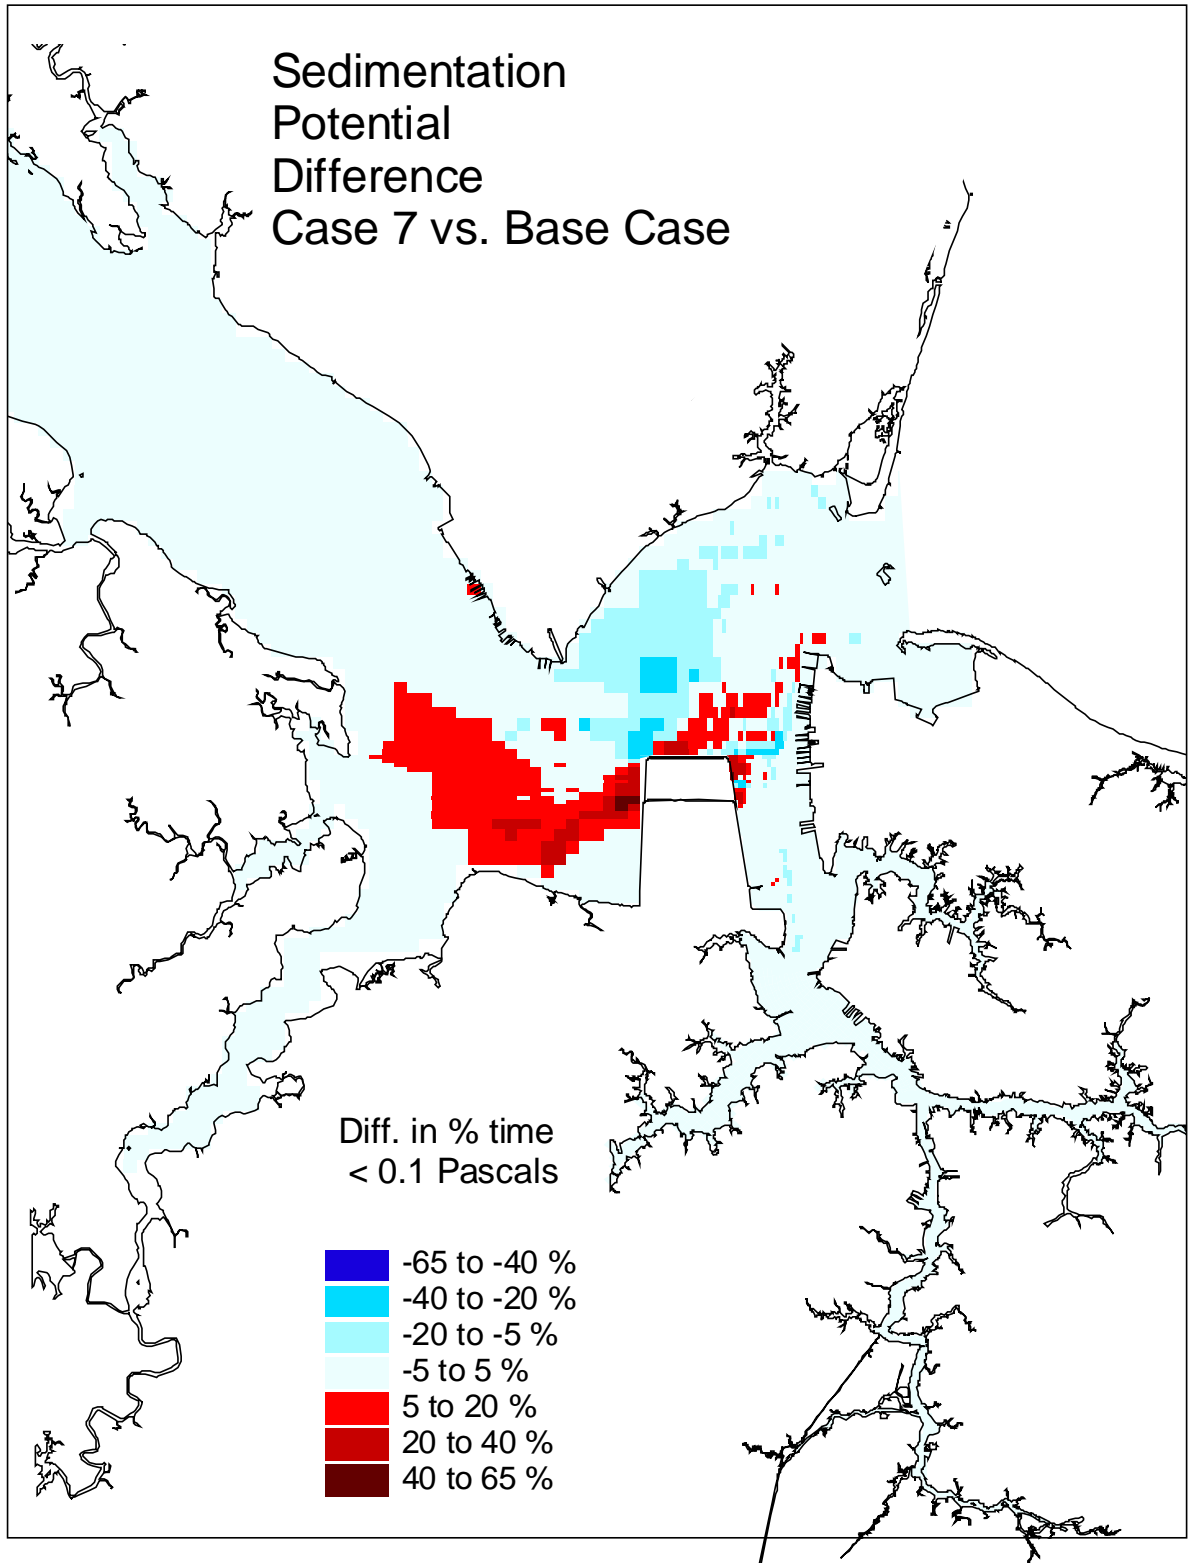 Sedimentation
Potential
Difference
Case 7 vs. Base Case
Diff. in % time
< 0.1 Pascals
-65 to -40 %
-40 to -20 %
-20 to -5 %
-5 to 5 %
5 to 20 %
20 to 40 %
40 to 65 %